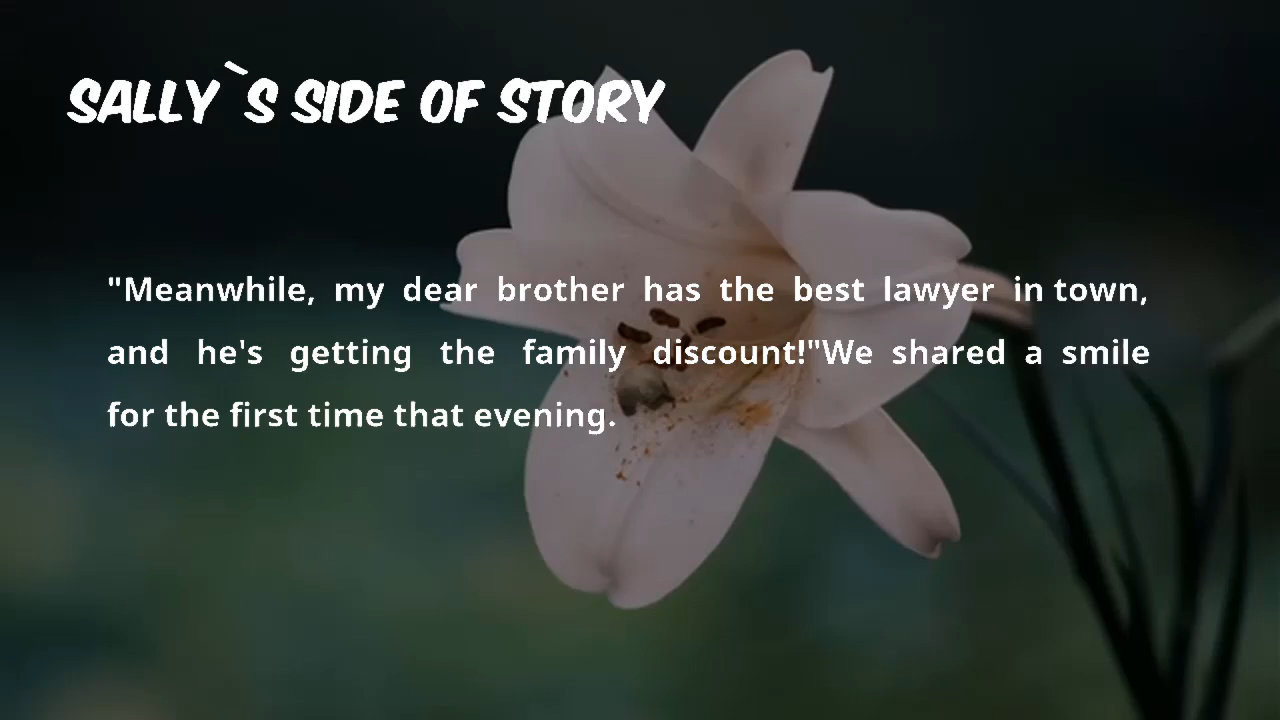 SALLY`S SIDE OF STORY
"Meanwhile, my dear brother has the best lawyer in town,
and he's getting the family discount!"We shared a smile
for the first time that evening.